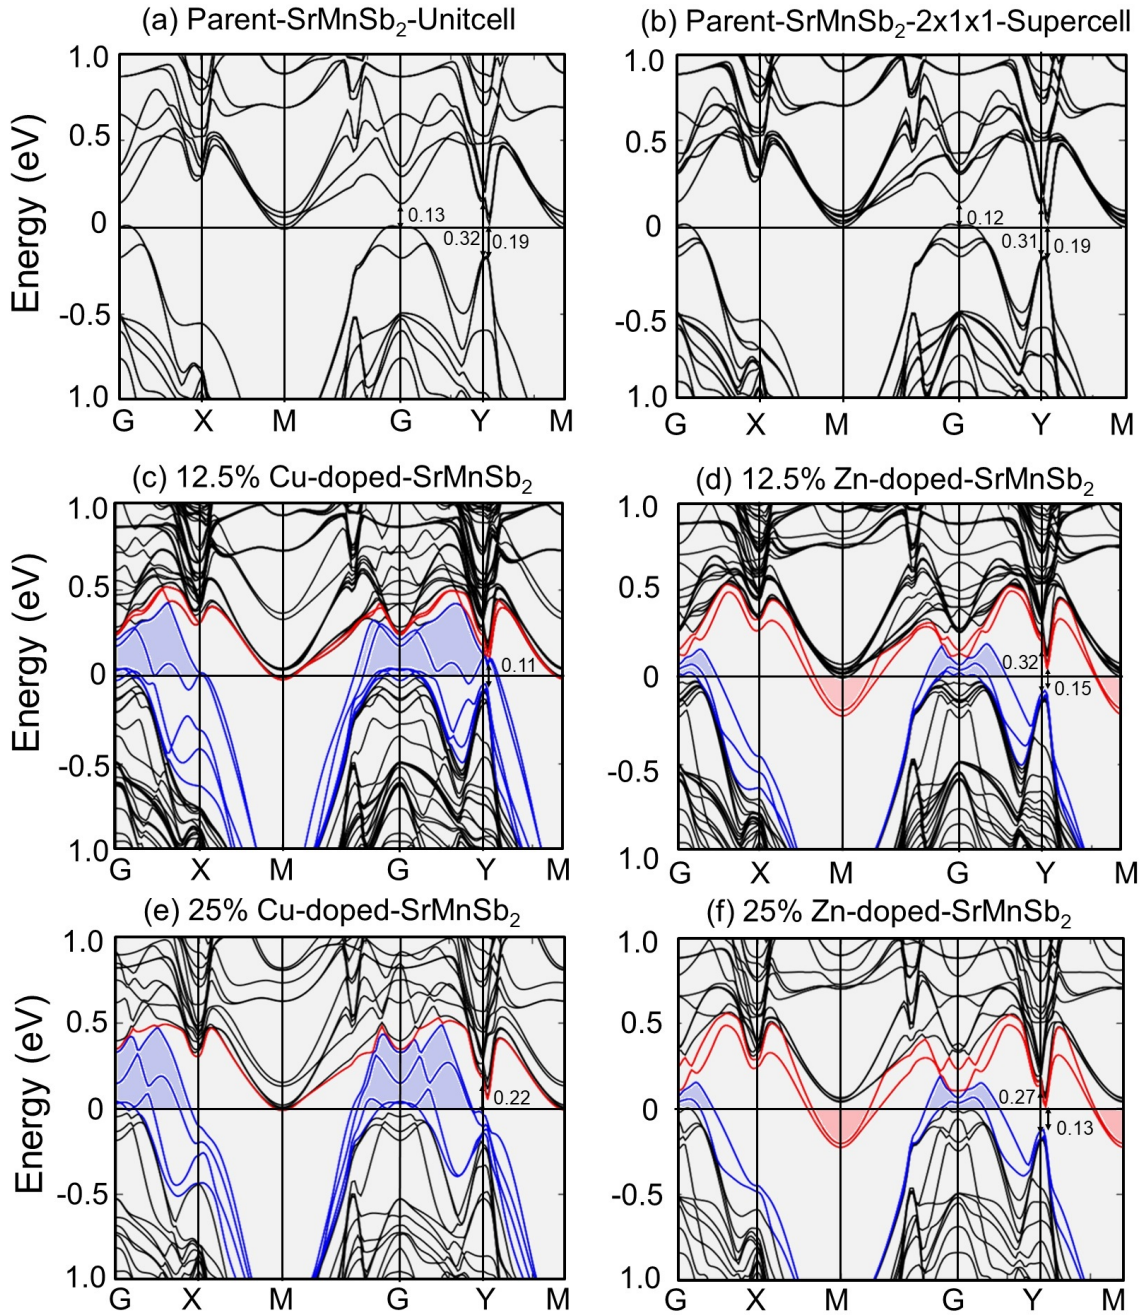 (a) Parent-SrMnSb₂-Unitcell
(b) Parent-SrMnSb₂-2x1x1-Supercell
Energy (eV)
1.0
0.5
0
-0.5
1.0
0.13
0.32
0.19
G X M G Y M
1.0
0.5
0
-0.5
1.0
0.12
0.31
0.19
G X M G Y M
(c) 12.5% Cu-doped-SrMnSb₂
(d) 12.5% Zn-doped-SrMnSb₂
Energy (eV)
1.0
0.5
0
-0.5
1.0
0.11
G X M G Y M
1.0
0.5
0
-0.5
1.0
0.32
0.15
G X M G Y M
(e) 25% Cu-doped-SrMnSb₂
(f) 25% Zn-doped-SrMnSb₂
Energy (eV)
1.0
0.5
0
-0.5
1.0
0.22
G X M G Y M
1.0
0.5
0
-0.5
1.0
0.27
0.13
G X M G Y M